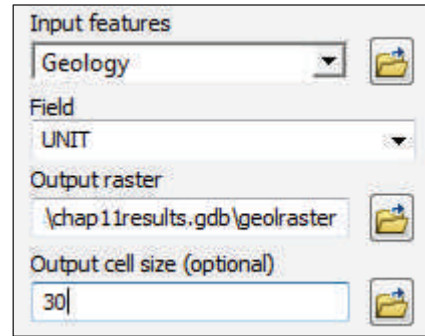 Input features
Geology
Field
UNIT
Output raster
\chap11results.gdb\geolraster
Output cell size (optional)
30